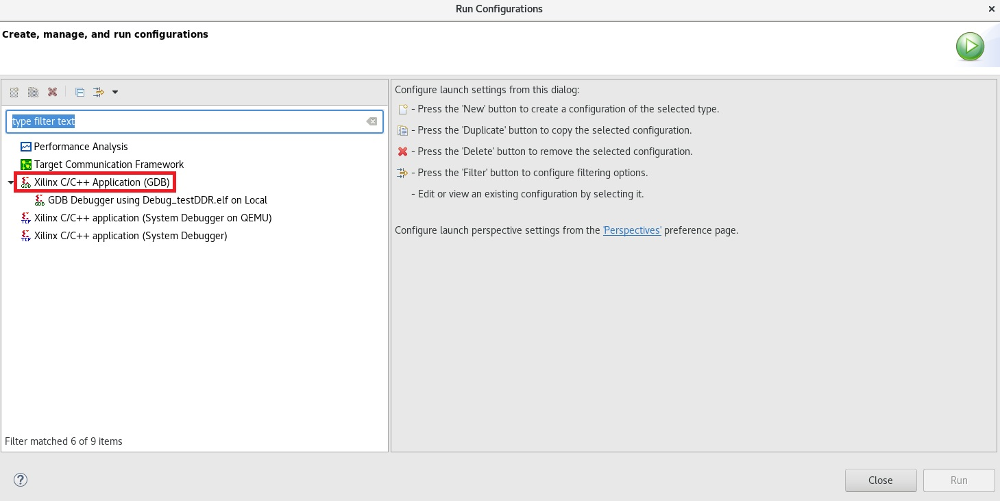 Run Configurations
×
Create, manage, and run configurations
type filter text
Performance Analysis
Target Communication Framework
GDB Xilinx C/C++ Application (GDB)
GDB GDB Debugger using Debug_testDDR.elf on Local
TCF Xilinx C/C++ application (System Debugger on QEMU)
TCF Xilinx C/C++ application (System Debugger)
Filter matched 6 of 9 items
Configure launch settings from this dialog:
- Press the 'New' button to create a configuration of the selected type.
- Press the 'Duplicate' button to copy the selected configuration.
- Press the 'Delete' button to remove the selected configuration.
- Press the 'Filter' button to configure filtering options.
- Edit or view an existing configuration by selecting it.
Configure launch perspective settings from the 'Perspectives' preference page.
?
Close
Run